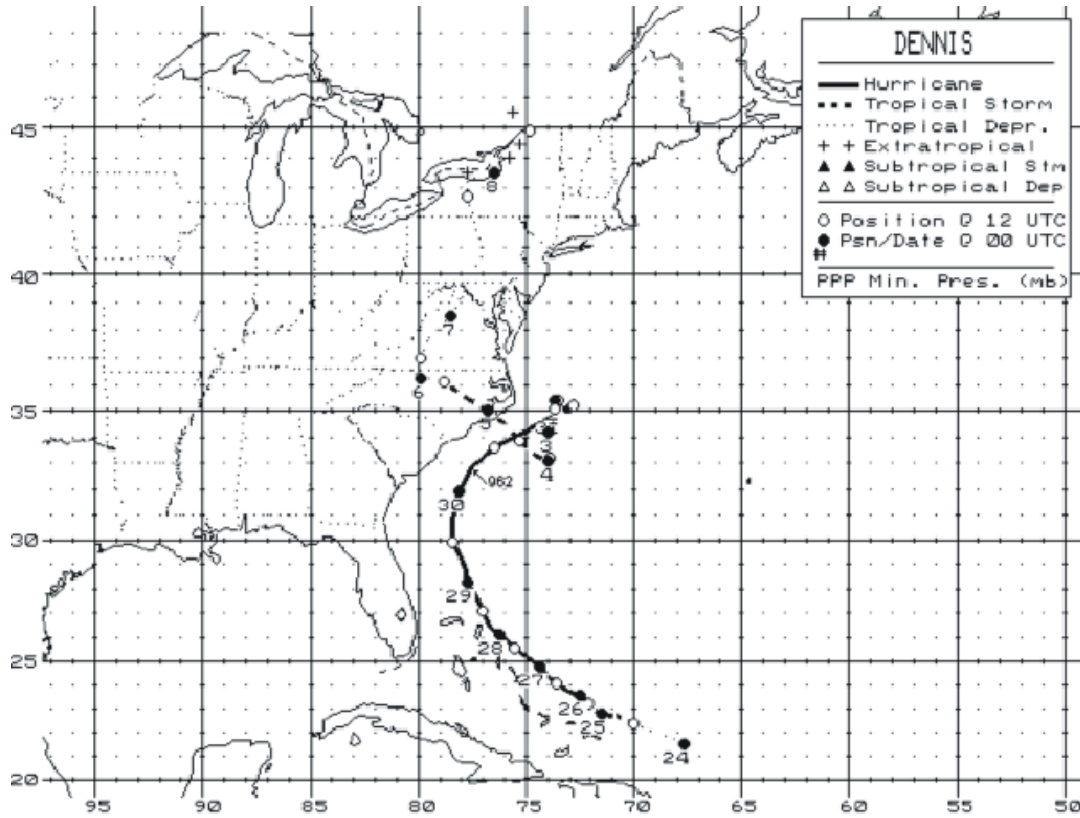 DENNIS
Hurricane
Tropical Storm
Tropical Depr.
+ + Extratropical
Subtropical Stm
Subtropical Dep
Position @ 12 UTC
Psn/Date @ 00 UTC
#
PPP Min. Pres. (mb)
45
40
35
30
25
20
8
7
6
3
4
962
30
29
28
27
26
25
24
95 90 85 80 75 70 65 60 55 50